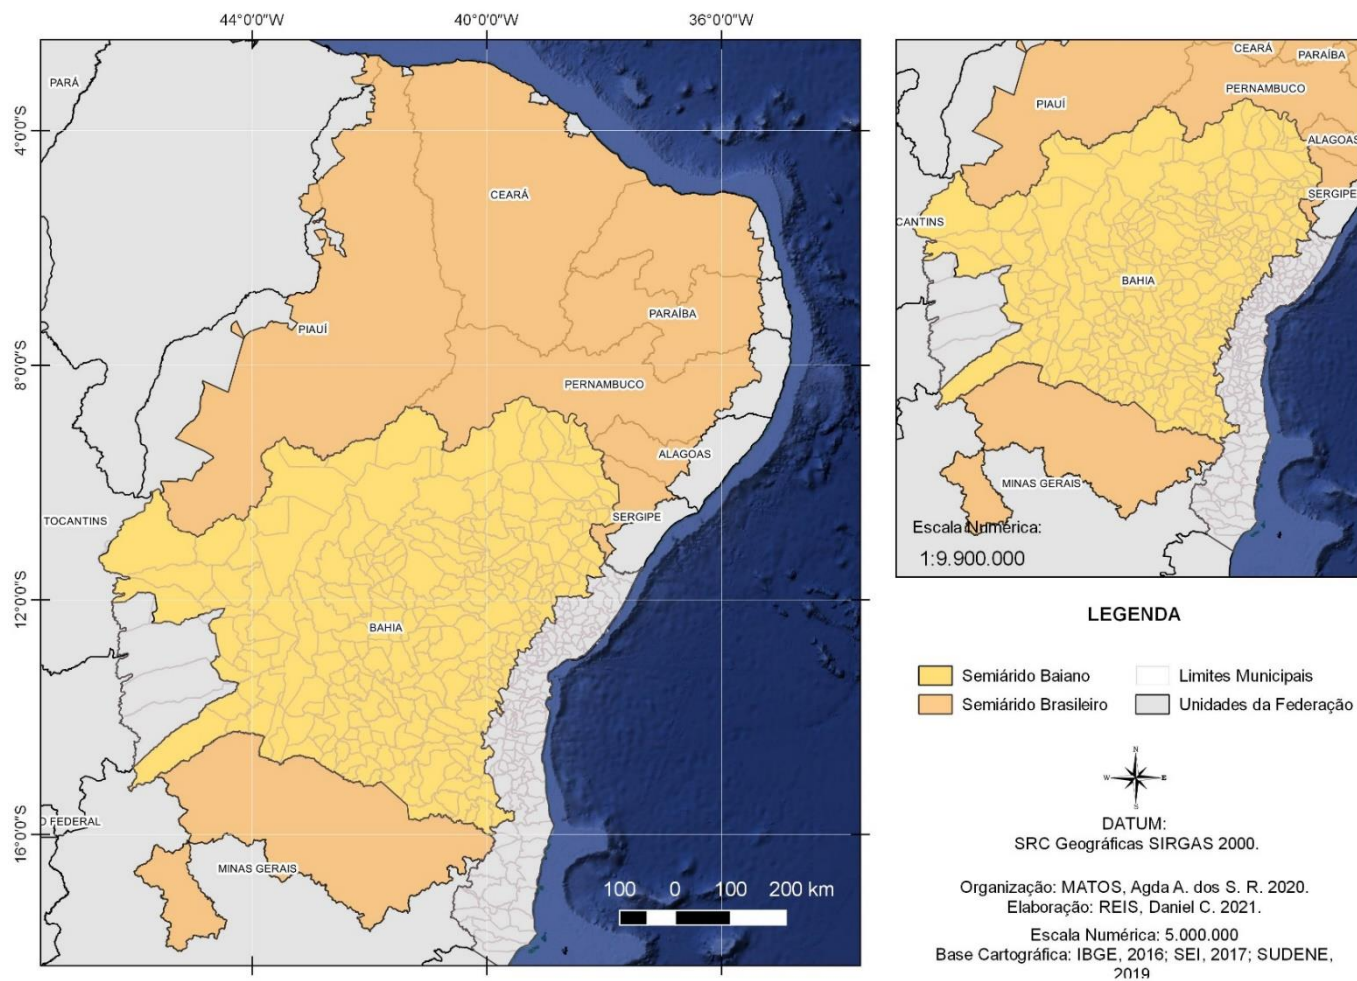 44°0'0"W
40°0'0"W
36°0'0"W
4°0'0"S
8°0'0"S
12°0'0"S
16°0'0"S
PARÁ
CEARÁ
PIAUÍ
PARAÍBA
PERNAMBUCO
ALAGOAS
SERGIPE
TOCANTINS
BAHIA
O FEDERAL
MINAS GERAIS
100 0 100 200 km
CEARÁ
PARAÍBA
PERNAMBUCO
PIAUÍ
ALAGOAS
SERGIPE
CANTINS
BAHIA
MINAS GERAIS
Escala Numérica:
1:9.900.000
LEGENDA
Semiárido Baiano
Limites Municipais
Semiárido Brasileiro
Unidades da Federação
N
W E
S
DATUM:
SRC Geográficas SIRGAS 2000.
Organização: MATOS, Agda A. dos S. R. 2020.
Elaboração: REIS, Daniel C. 2021.
Escala Numérica: 5.000.000
Base Cartográfica: IBGE, 2016; SEI, 2017; SUDENE,
2019